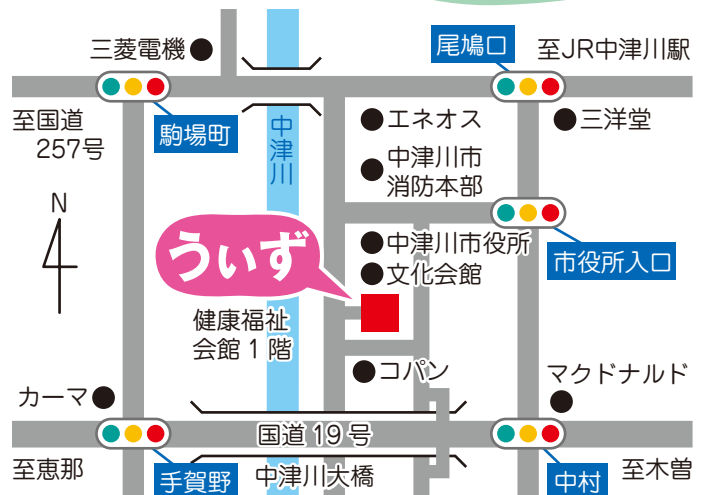 三菱電機
尾鳩口
至JR中津川駅
至国道
257号
駒場町
中津川
エネオス
三洋堂
中津川市
消防本部
N
ういず
中津川市役所
文化会館
市役所入口
健康福祉
会館1階
コパン
マクドナルド
カーマ
国道19号
至恵那
手賀野
中津川大橋
中村
至木曽